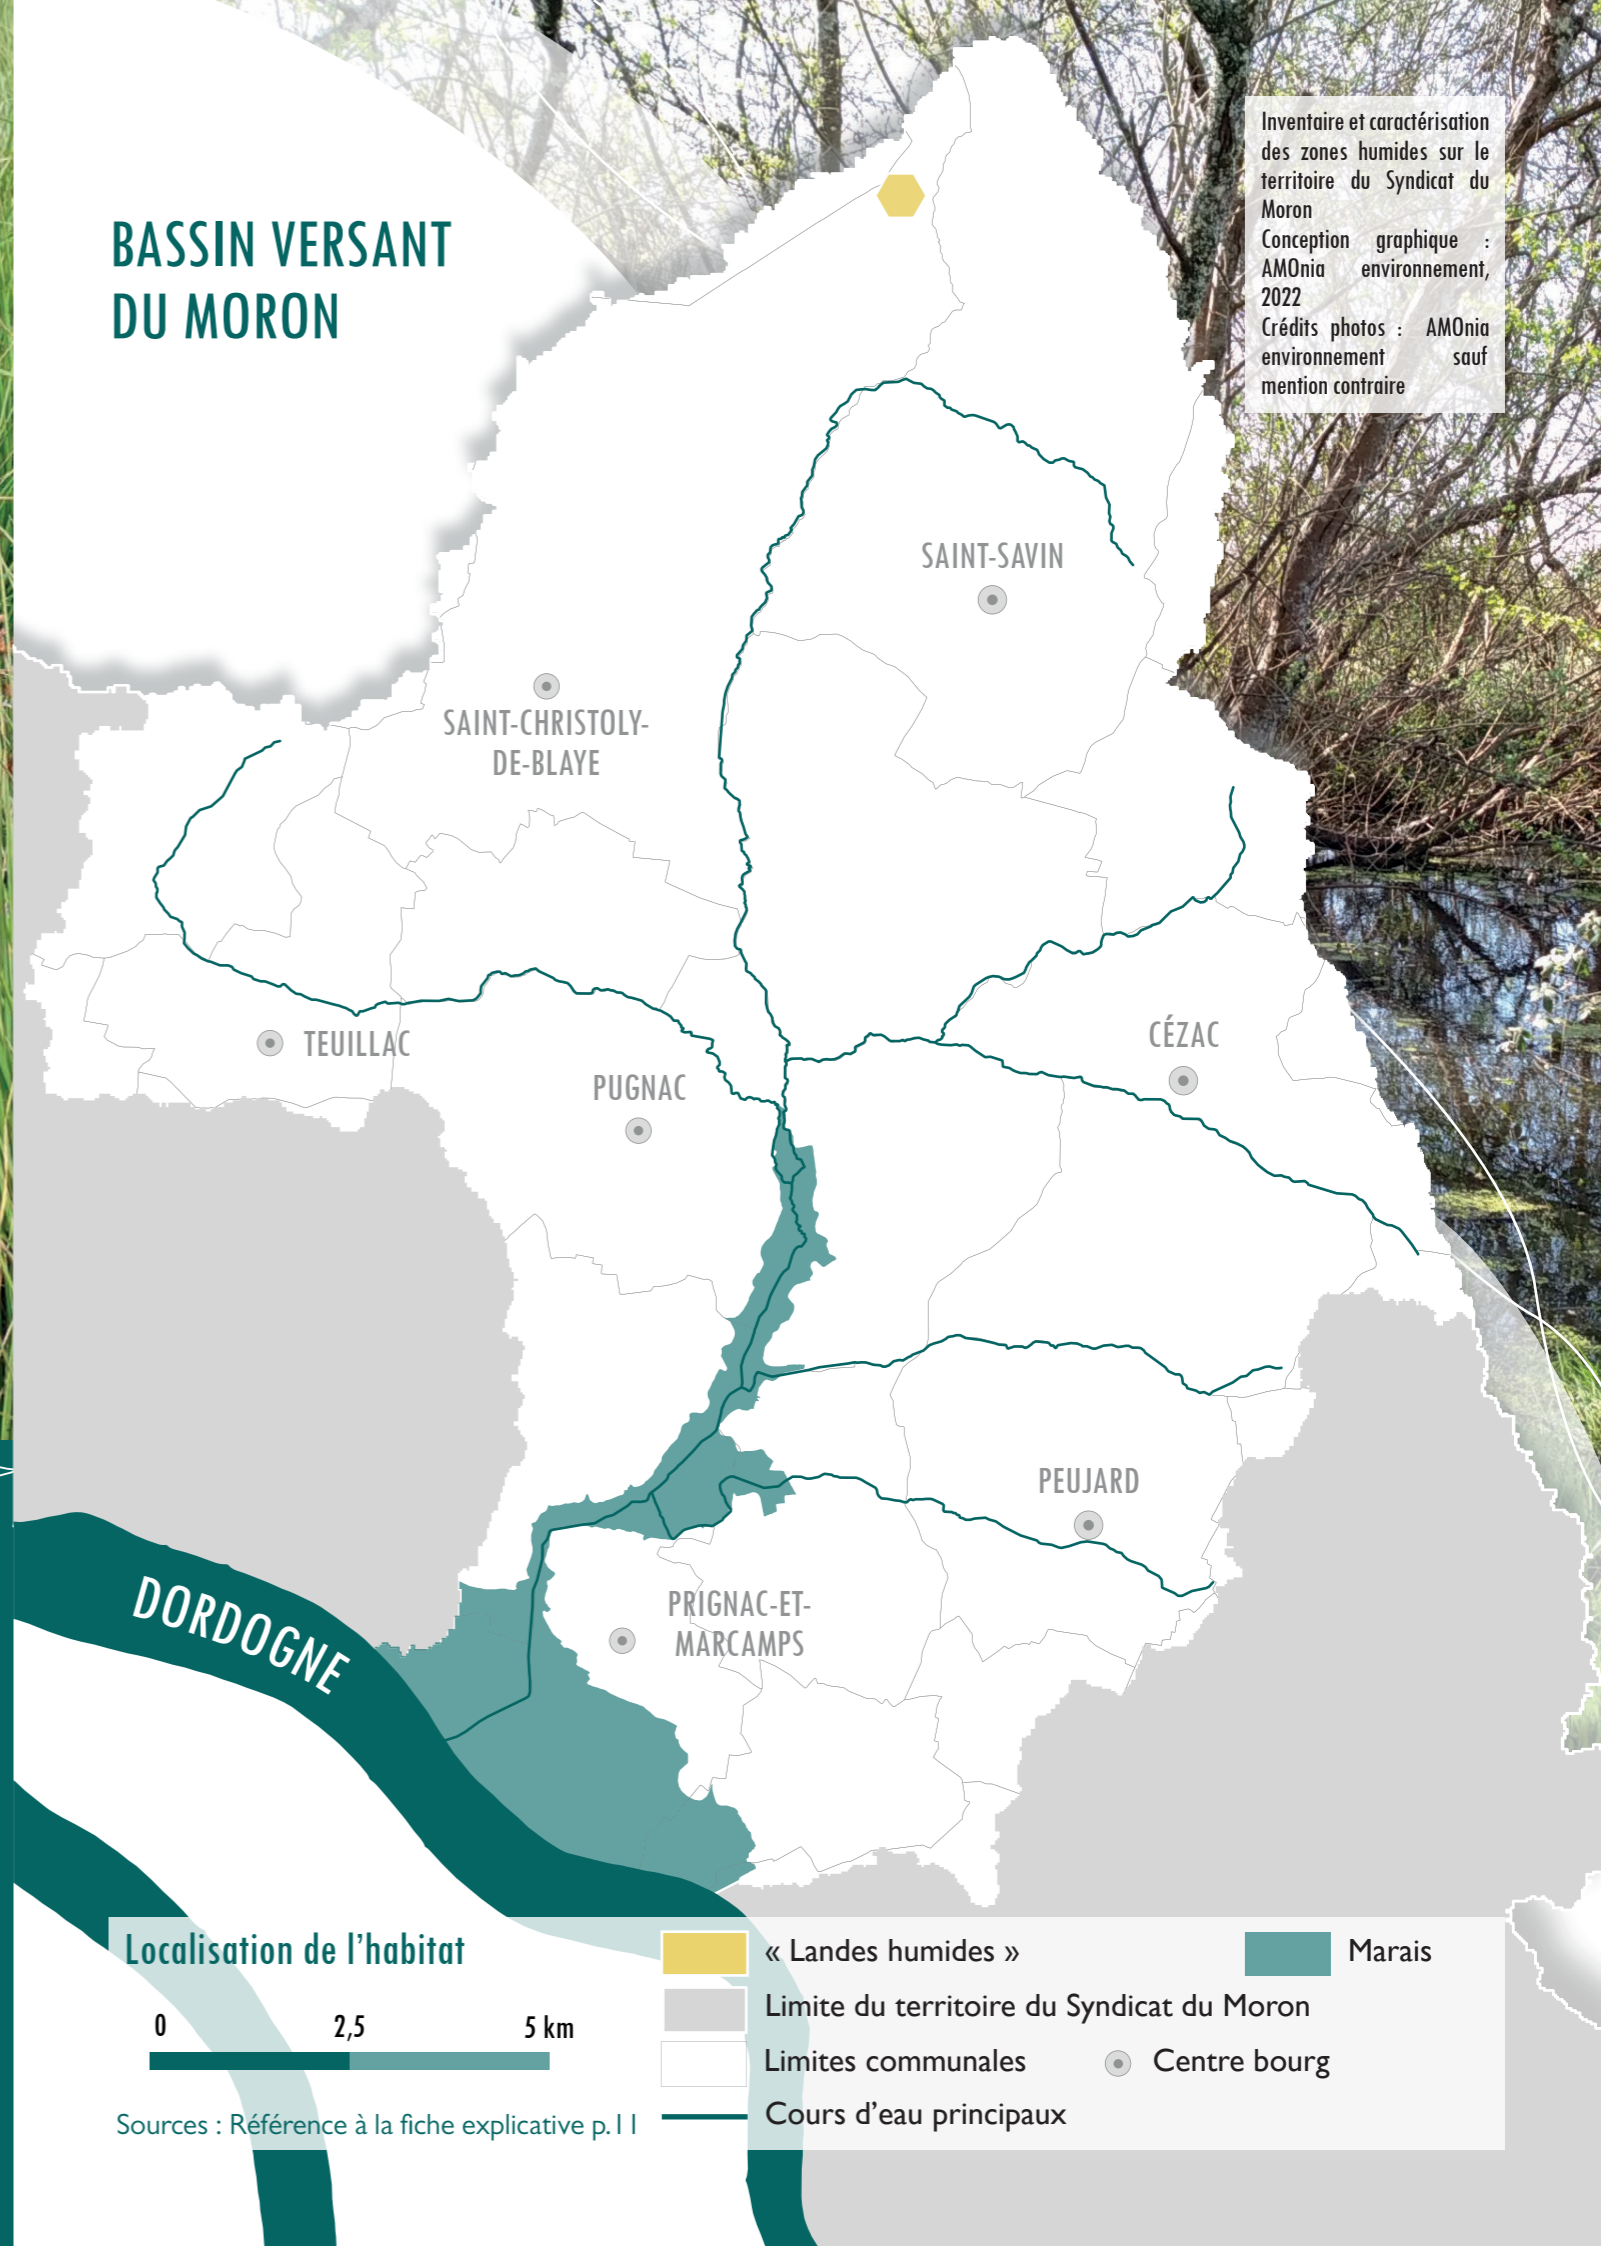 BASSIN VERSANT
DU MORON
Inventaire et caractérisation
des zones humides sur le
territoire du Syndicat du
Moron
Conception graphique :
AMOnia environnement,
2022
Crédits photos : AMOnia
environnement sauf
mention contraire
SAINT-SAVIN
SAINT-CHRISTOLY-
DE-BLAYE
TEUILLAC
CÉZAC
PUGNAC
PEUJARD
PRIGNAC-ET-
MARCAMPS
DORDOGNE
Localisation de l'habitat
0 2,5 5 km
Sources : Référence à la fiche explicative p.11
« Landes humides »
Marais
Limite du territoire du Syndicat du Moron
Limites communales
Centre bourg
Cours d'eau principaux